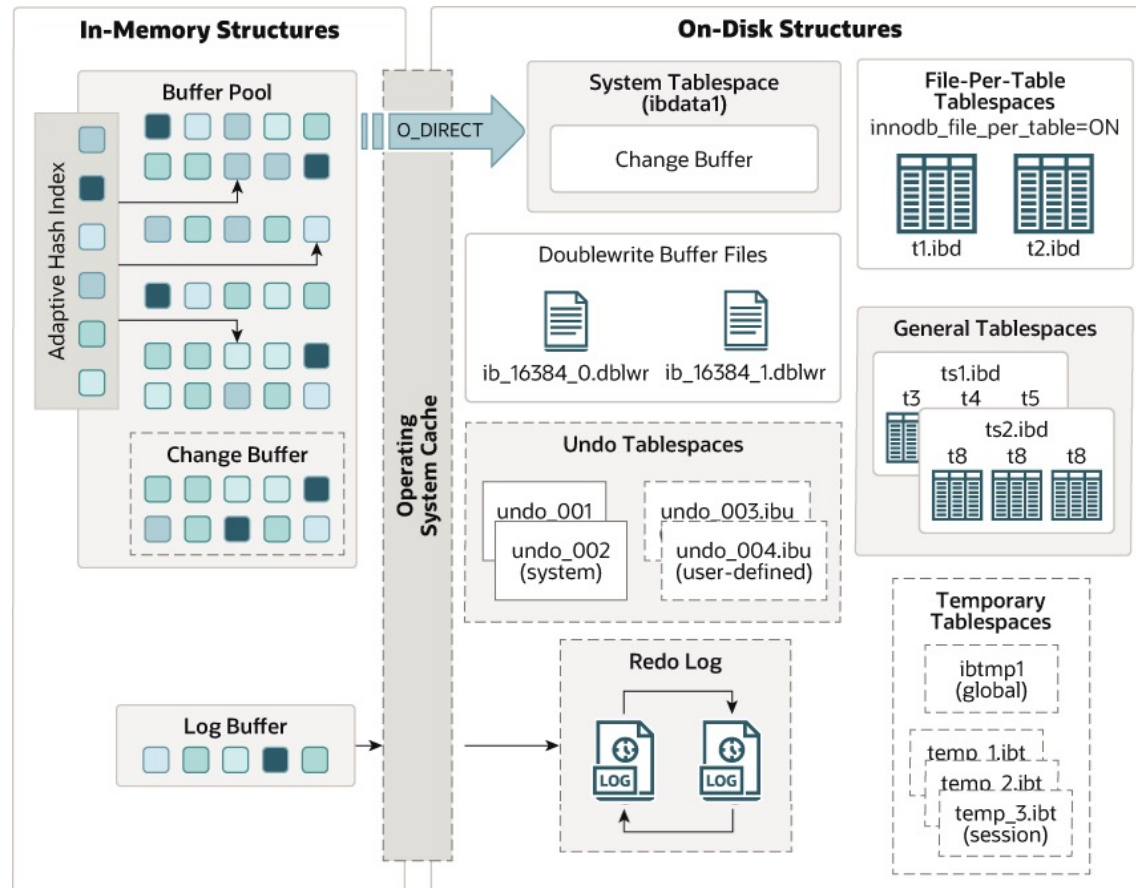 In-Memory Structures
On-Disk Structures
Buffer Pool
Adaptive Hash Index
Change Buffer
Log Buffer
Operating
System Cache
O_DIRECT
System Tablespace
(ibdata1)
Change Buffer
File-Per-Table
Tablespaces
innodb_file_per_table=ON
t1.ibd
t2.ibd
Doublewrite Buffer Files
ib_16384_0.dblwr
ib_16384_1.dblwr
General Tablespaces
ts1.ibd
t3 t4 t5
ts2.ibd
t8 t8 t8
Undo Tablespaces
undo_001
undo_002
(system)
undo_003.ibu
undo_004.ibu
(user-defined)
Redo Log
LOG
LOG
Temporary
Tablespaces
ibtmp1
(global)
temp_1.ibt
temp_2.ibt
temp_3.ibt
(session)